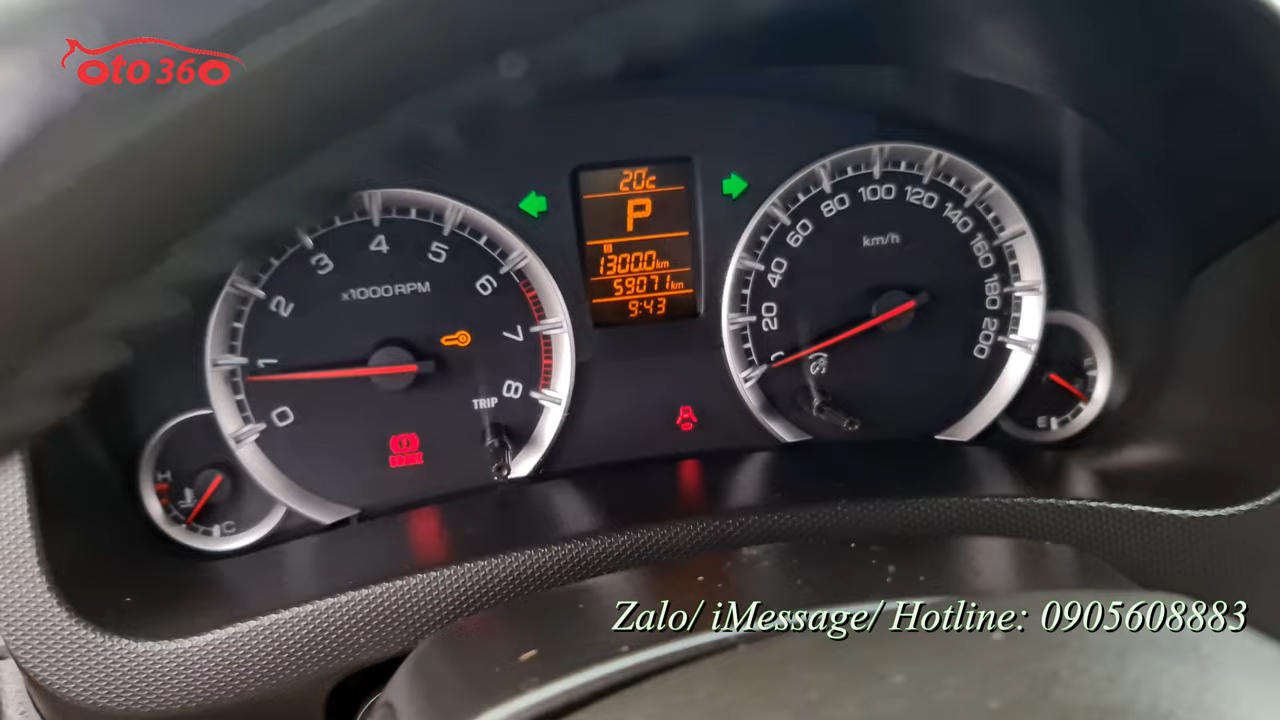 oto360
20c
P
B
1300.0km
59071km
9:43
0
1
2
3
4
5
6
7
8
x1000RPM
TRIP
H
C
20
40
60
80
100
120
140
160
180
200
km/h
E
Zalo/ iMessage/ Hotline: 0905608883